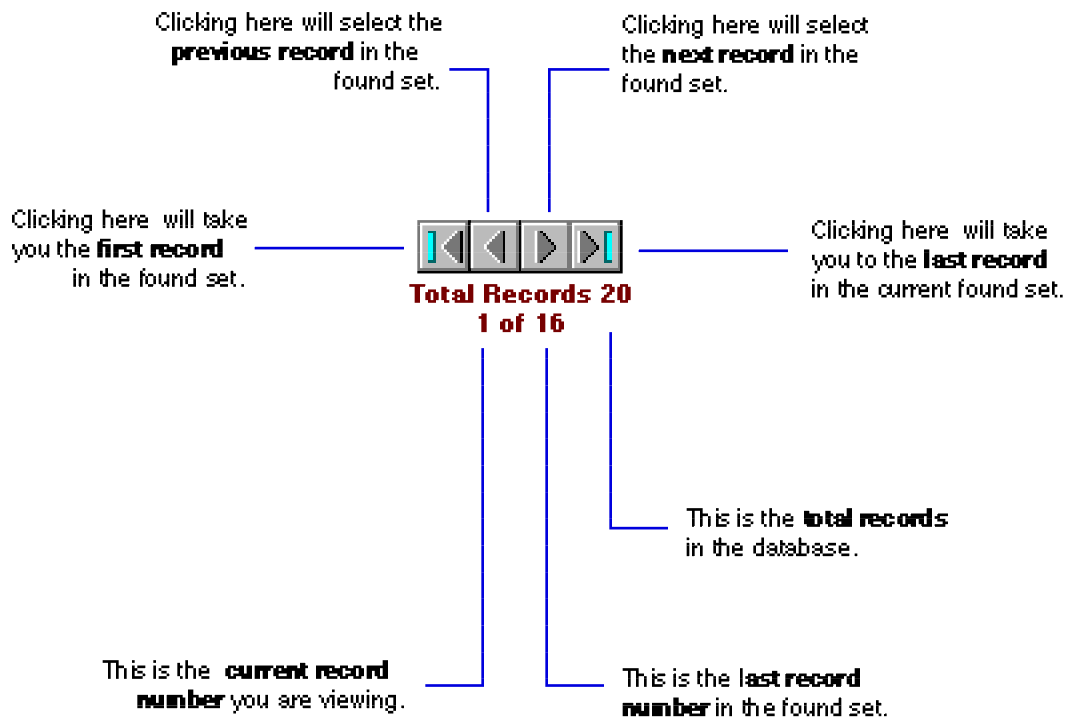 Clicking here will select the
previous record in the
found set.
Clicking here will select
the next record in the
found set.
Clicking here will take
you the first record
in the found set.
Clicking here will take
you to the last record
in the current found set.
Total Records 20
1 of 16
This is the total records
in the database.
This is the current record
number you are viewing.
This is the last record
number in the found set.